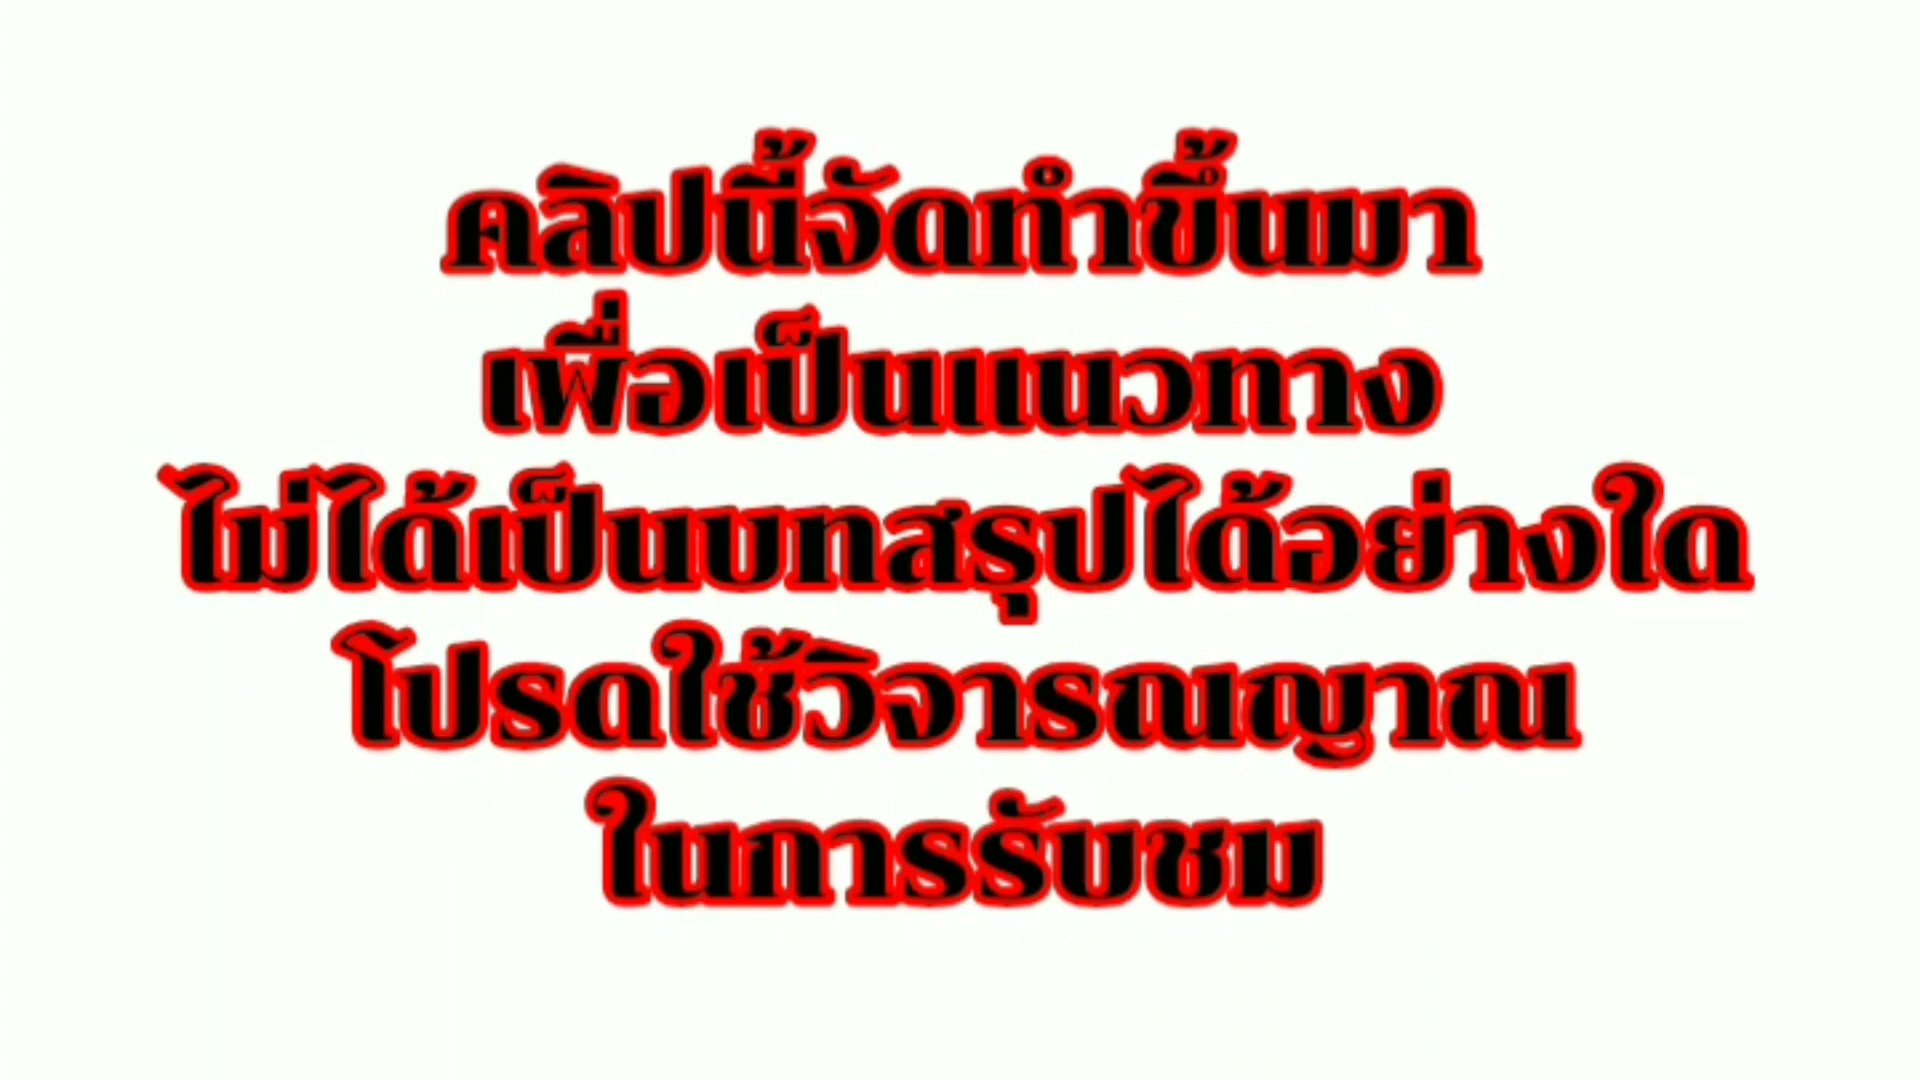 คลิปนี้จัดทำขึ้นมา
เพื่อเป็นแนวทาง
ไม่ได้เป็นบทสรุปได้อย่างใด
โปรดใช้วิจารณญาณ
ในการรับชม